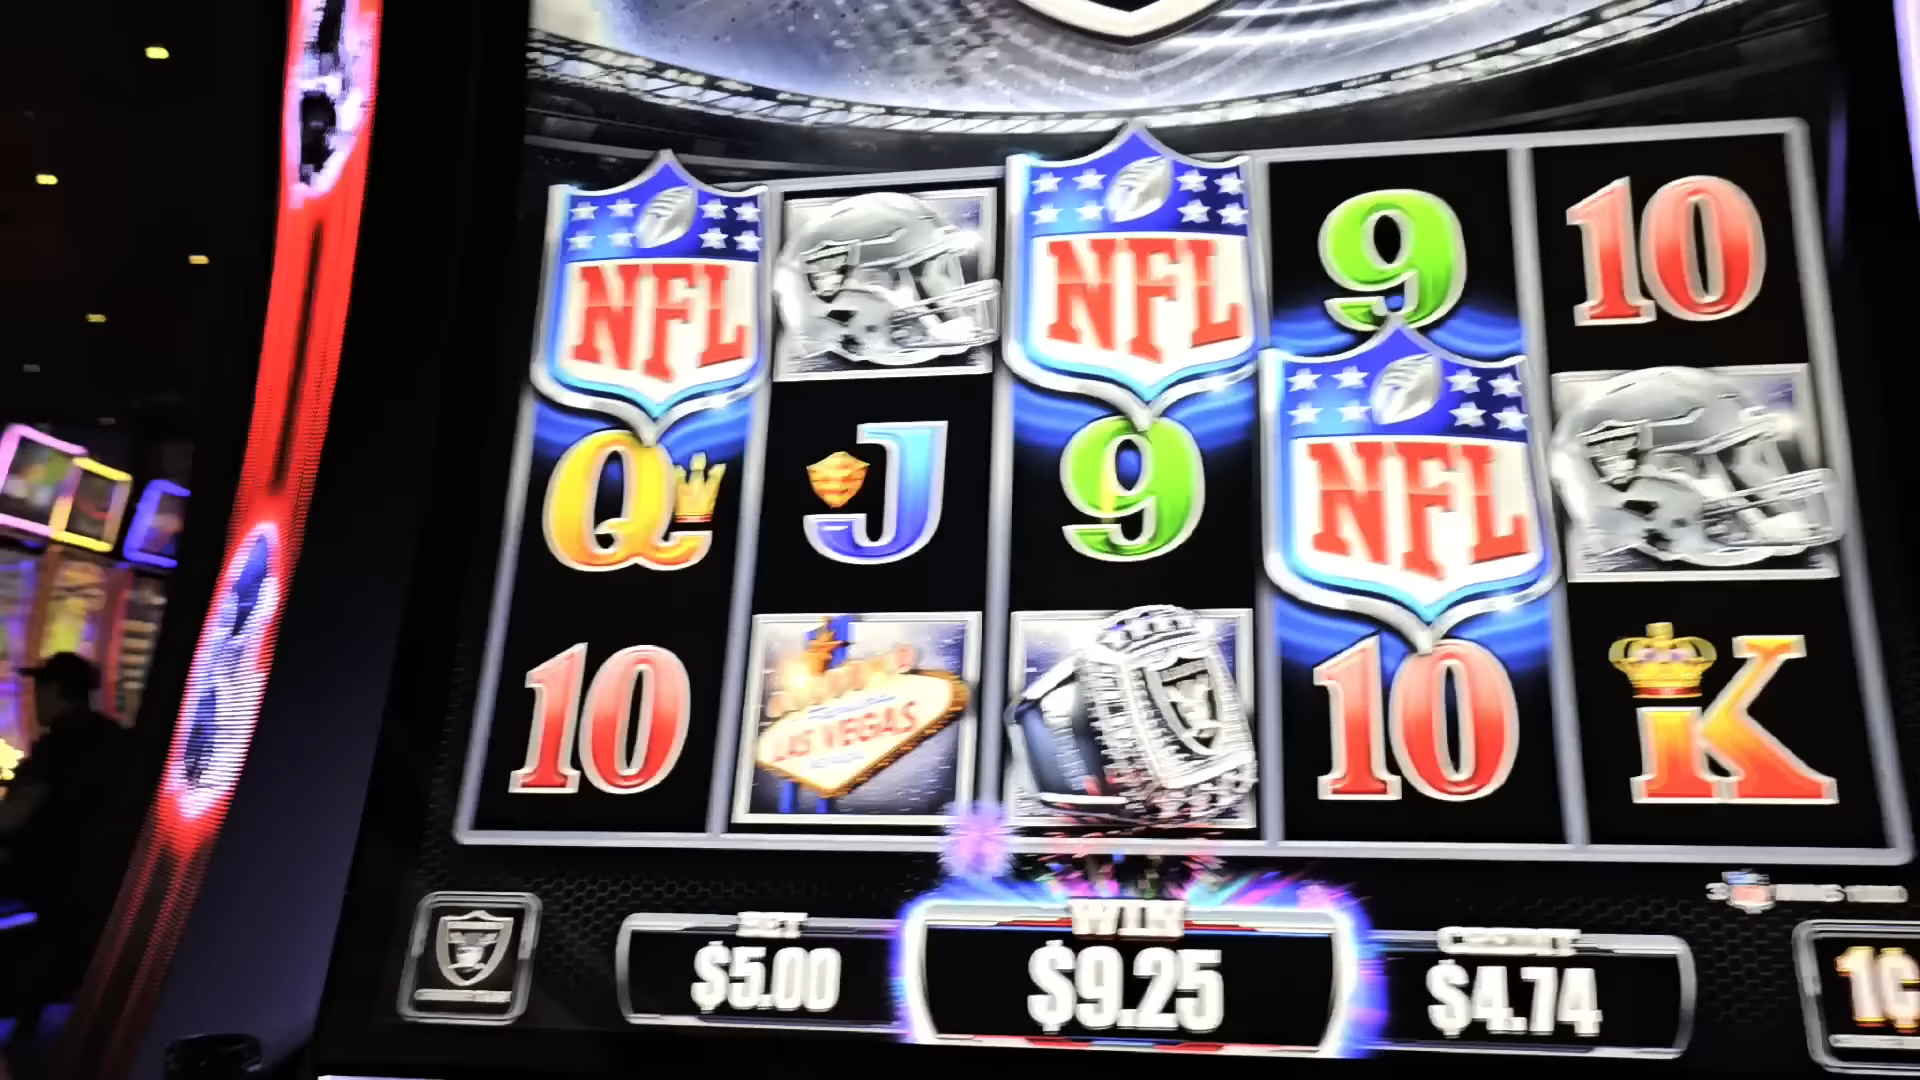 NFL NFL 9 10
NFL
Q J 9
10 LAS VEGAS 10 K
BET WIN CREDIT
$5.00 $9.25 $4.74 1¢